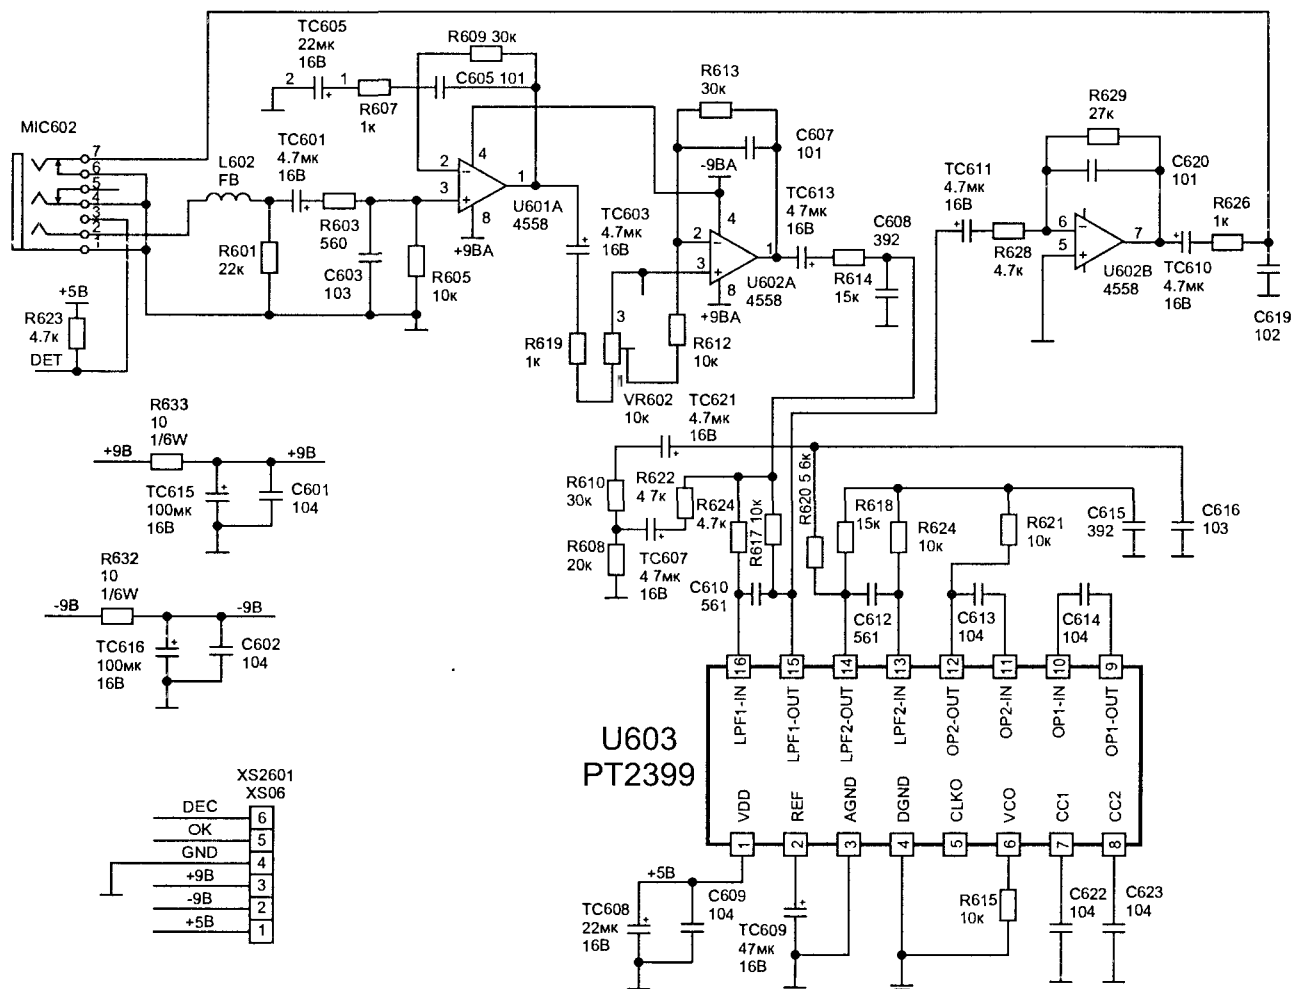 TC605
22мк
16В
2
1
R607
1к
R609 30к
C605 101
R613
30к
C607
101
-9BA
R629
27к
C620
101
MIC602
7
6
5
4
3
2
1
L602
FB
TC601
4.7мк
16В
R603
560
R601
22к
C603
103
R605
10к
2
3
4
1
8
+9BA
U601A
4558
TC603
4.7мк
16В
2
3
4
1
8
+9BA
U602A
4558
TC613
4 7мк
16В
C608
392
R614
15к
TC611
4.7мк
16В
R628
4.7к
6
5
7
U602B
4558
TC610
4.7мк
16В
R626
1к
C619
102
+5В
R623
4.7к
DET
R619
1к
3
VR602
10к
R612
10к
R633
10
1/6W
+9В
+9В
TC615
100мк
16В
C601
104
R632
10
1/6W
-9В
-9В
TC616
100мк
16В
C602
104
TC621
4.7мк
16В
R610
30к
R608
20к
R622
4 7к
R624
4.7к
TC607
4 7мк
16В
R617 10к
R620 5 6к
C610
561
R618
15к
R624
10к
C612
561
R621
10к
C613
104
C614
104
C615
392
C616
103
16
15
14
13
12
11
10
9
LPF1-IN
LPF1-OUT
LPF2-OUT
LPF2-IN
OP2-OUT
OP2-IN
OP1-IN
OP1-OUT
U603
PT2399
VDD
REF
AGND
DGND
CLKO
VCO
CC1
CC2
1
2
3
4
5
6
7
8
XS2601
XS06
DEC
6
OK
5
GND
4
+9В
3
-9В
2
+5В
1
+5В
TC608
22мк
16В
C609
104
TC609
47мк
16В
R615
10к
C622
104
C623
104